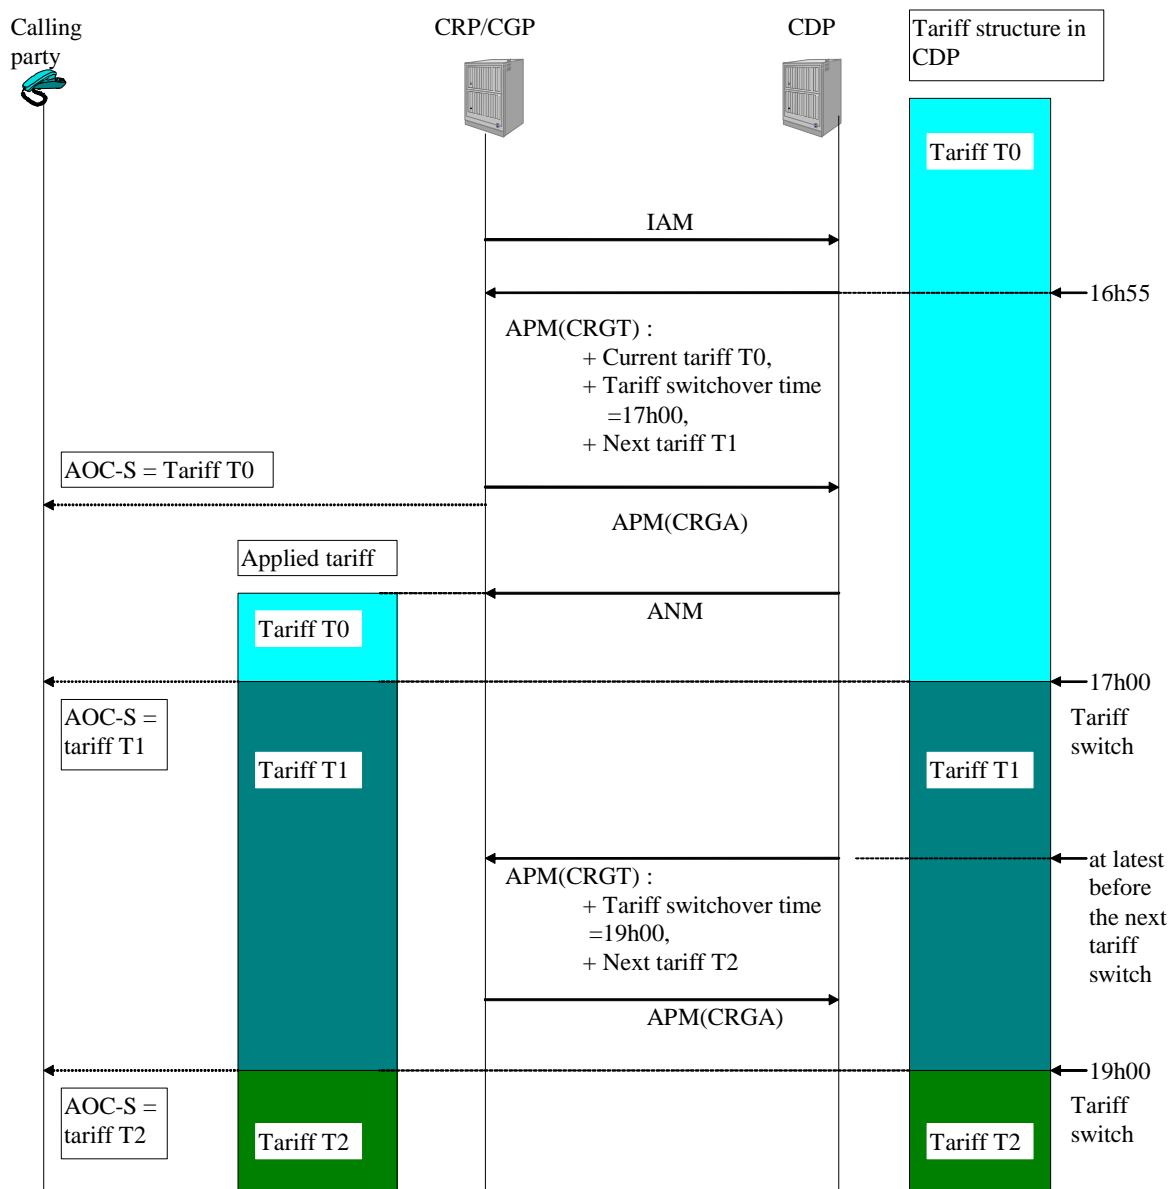 Calling
party
CRP/CGP
CDP
Tariff structure in
CDP
Tariff T0
IAM
16h55
APM(CRGT) :
+ Current tariff T0,
+ Tariff switchover time
=17h00,
+ Next tariff T1
AOC-S = Tariff T0
APM(CRGA)
Applied tariff
ANM
Tariff T0
17h00
Tariff
switch
AOC-S =
tariff T1
Tariff T1
Tariff T1
at latest
before
the next
tariff
switch
APM(CRGT) :
+ Tariff switchover time
=19h00,
+ Next tariff T2
APM(CRGA)
19h00
Tariff
switch
AOC-S =
tariff T2
Tariff T2
Tariff T2